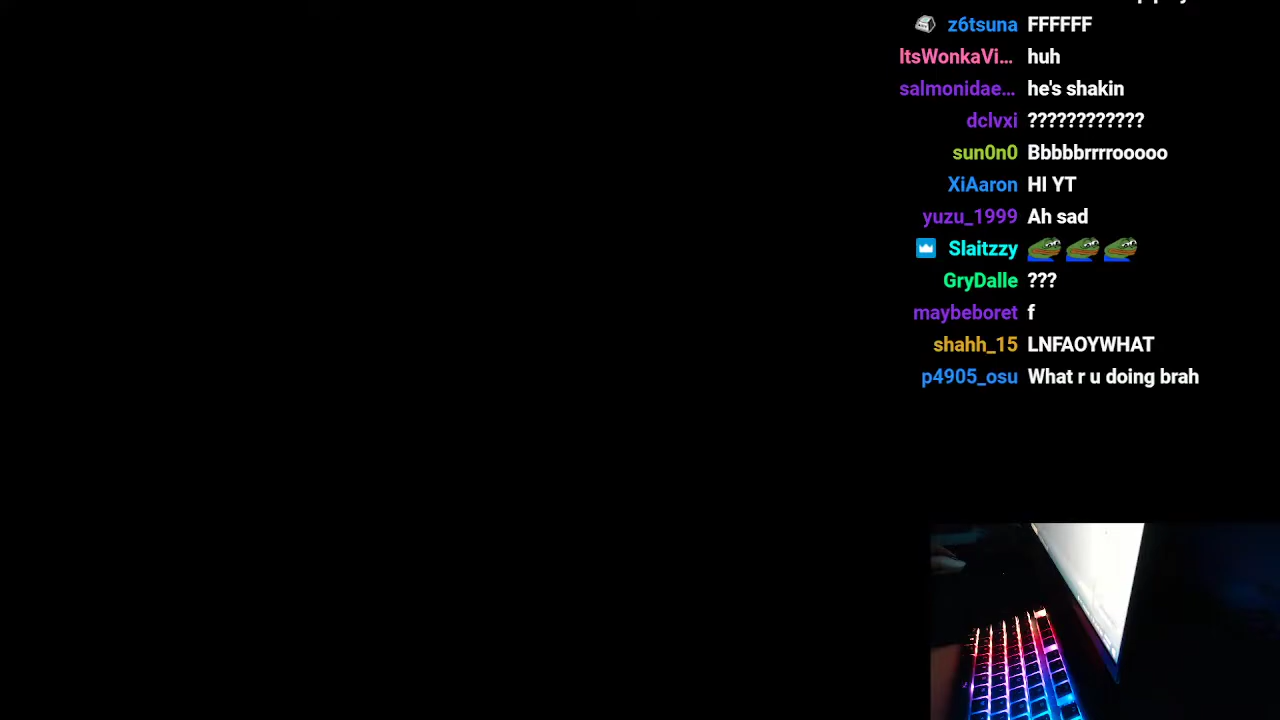 z6tsuna FFFFFF
ItsWonkaVi... huh
salmonidae... he's shakin
dclvxi ????????????
sun0n0 Bbbbbrrrrooooo
XiAaron HI YT
yuzu_1999 Ah sad
Slaitzzy
GryDalle ???
maybeboret f
shahh_15 LNFAOYWHAT
p4905_osu What r u doing brah